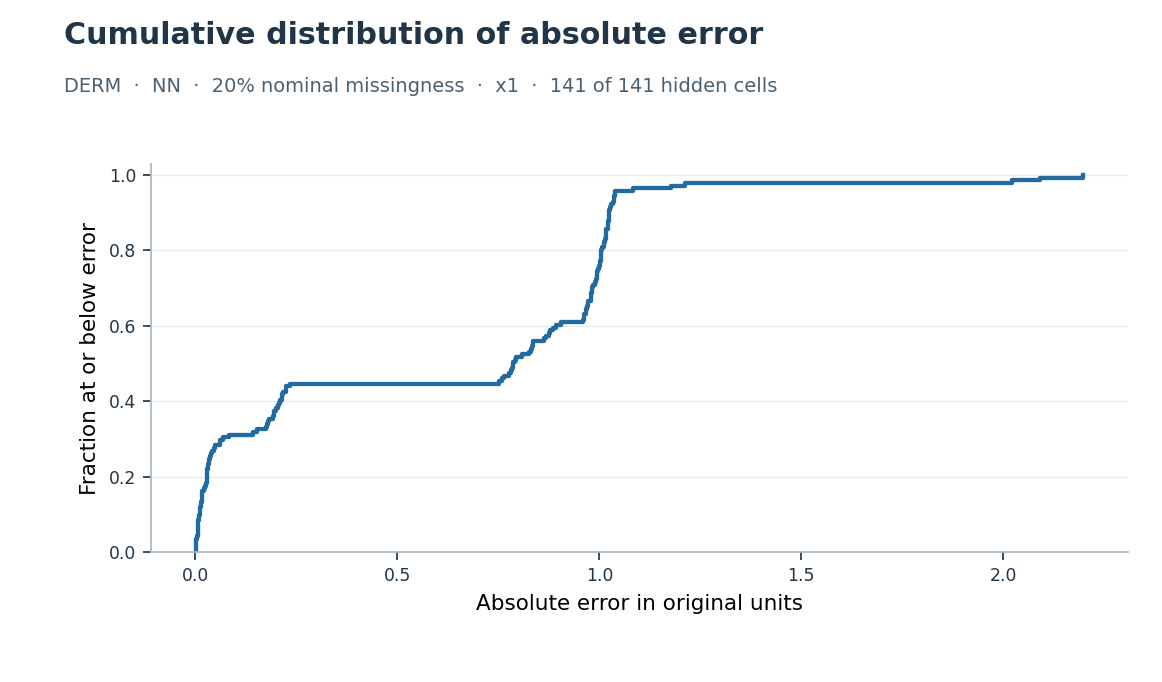 Cumulative distribution of absolute error
DERM · NN · 20% nominal missingness · x1 · 141 of 141 hidden cells
Fraction at or below error
1.0
0.8
0.6
0.4
0.2
0.0
0.0 0.5 1.0 1.5 2.0
Absolute error in original units